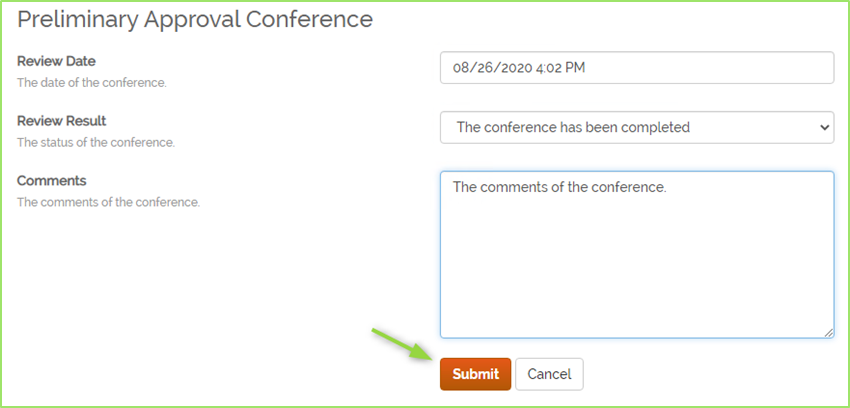 Preliminary Approval Conference
Review Date
08/26/2020 4:02 PM
The date of the conference.
Review Result
The conference has been completed
The status of the conference.
Comments
The comments of the conference.
The comments of the conference.
Submit Cancel